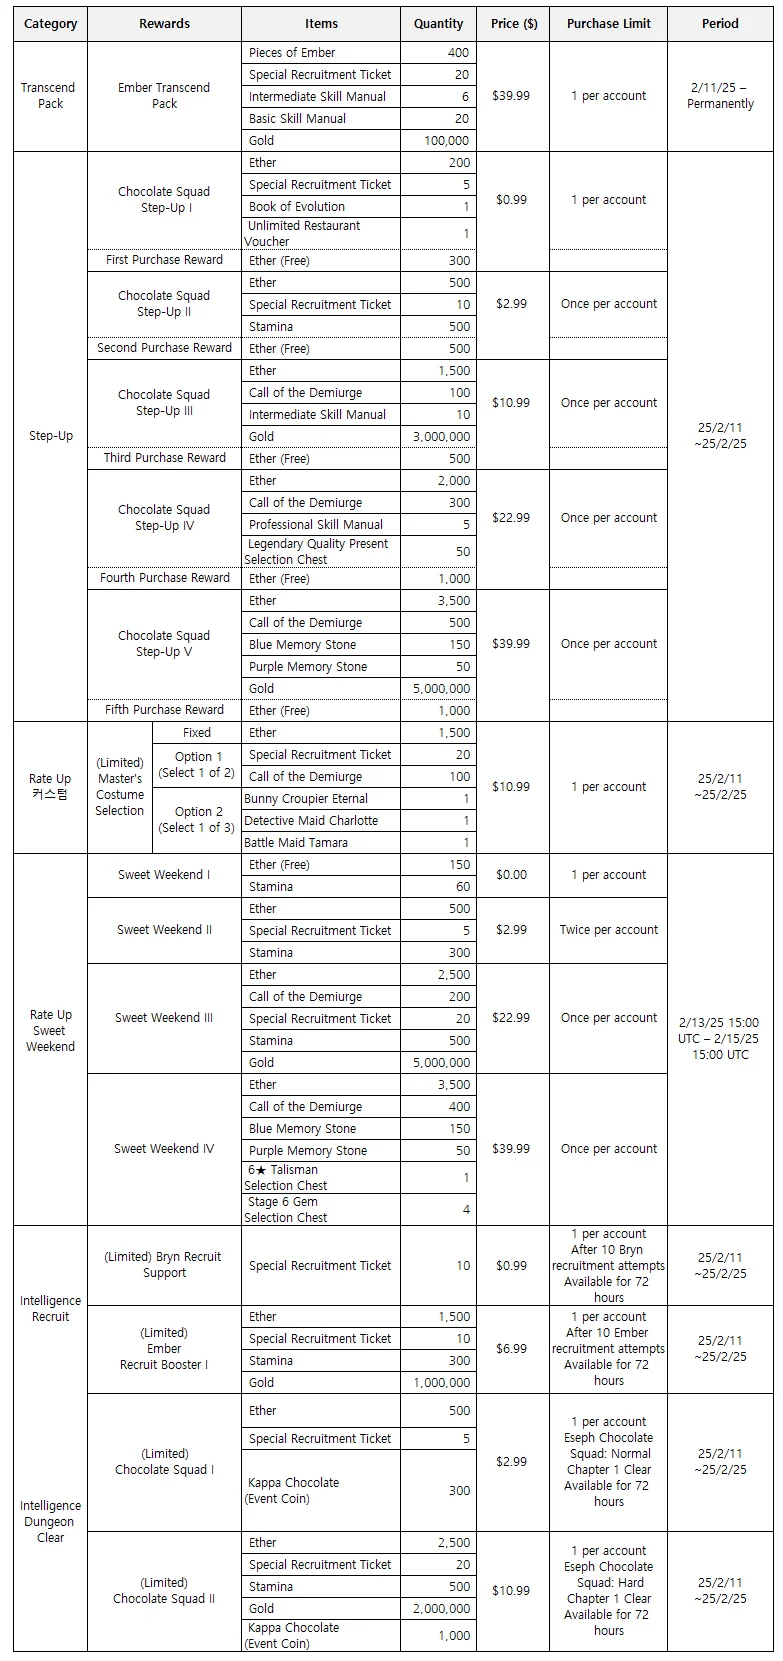 Category Rewards Items Quantity Price ($) Purchase Limit Period
Transcend
Pack
Ember Transcend
Pack
Pieces of Ember 400
Special Recruitment Ticket 20
Intermediate Skill Manual 6
Basic Skill Manual 20
Gold 100,000
$39.99
1 per account
2/11/25 –
Permanently
Step-Up
Chocolate Squad
Step-Up I
Ether 200
Special Recruitment Ticket 5
Book of Evolution 1
Unlimited Restaurant
Voucher
1
$0.99
1 per account
First Purchase Reward Ether (Free) 300
Chocolate Squad
Step-Up II
Ether 500
Special Recruitment Ticket 10
Stamina 500
$2.99
Once per account
Second Purchase Reward Ether (Free) 500
Chocolate Squad
Step-Up III
Ether 1,500
Call of the Demiurge 100
Intermediate Skill Manual 10
Gold 3,000,000
$10.99
Once per account
Third Purchase Reward Ether (Free) 500
Chocolate Squad
Step-Up IV
Ether 2,000
Call of the Demiurge 300
Professional Skill Manual 5
Legendary Quality Present
Selection Chest
50
$22.99
Once per account
Fourth Purchase Reward Ether (Free) 1,000
Chocolate Squad
Step-Up V
Ether 3,500
Call of the Demiurge 500
Blue Memory Stone 150
Purple Memory Stone 50
Gold 5,000,000
$39.99
Once per account
Fifth Purchase Reward Ether (Free) 1,000
25/2/11
~25/2/25
Rate Up
커스텀
(Limited)
Master's
Costume
Selection
Fixed Ether 1,500
Option 1
(Select 1 of 2)
Special Recruitment Ticket 20
Call of the Demiurge 100
Option 2
(Select 1 of 3)
Bunny Croupier Eternal 1
Detective Maid Charlotte 1
Battle Maid Tamara 1
$10.99
1 per account
25/2/11
~25/2/25
Rate Up
Sweet
Weekend
Sweet Weekend I
Ether (Free) 150
Stamina 60
$0.00
1 per account
Sweet Weekend II
Ether 500
Special Recruitment Ticket 5
Stamina 300
$2.99
Twice per account
Sweet Weekend III
Ether 2,500
Call of the Demiurge 200
Special Recruitment Ticket 20
Stamina 500
Gold 5,000,000
$22.99
Once per account
Sweet Weekend IV
Ether 3,500
Call of the Demiurge 400
Blue Memory Stone 150
Purple Memory Stone 50
6★ Talisman
Selection Chest
1
Stage 6 Gem
Selection Chest
4
$39.99
Once per account
2/13/25 15:00
UTC – 2/15/25
15:00 UTC
Intelligence
Recruit
(Limited) Bryn Recruit
Support
Special Recruitment Ticket 10
$0.99
1 per account
After 10 Bryn
recruitment attempts
Available for 72
hours
25/2/11
~25/2/25
(Limited)
Ember
Recruit Booster I
Ether 1,500
Special Recruitment Ticket 10
Stamina 300
Gold 1,000,000
$6.99
1 per account
After 10 Ember
recruitment attempts
Available for 72
hours
25/2/11
~25/2/25
Intelligence
Dungeon
Clear
(Limited)
Chocolate Squad I
Ether 500
Special Recruitment Ticket 5
Kappa Chocolate
(Event Coin)
300
$2.99
1 per account
Eseph Chocolate
Squad: Normal
Chapter 1 Clear
Available for 72
hours
25/2/11
~25/2/25
(Limited)
Chocolate Squad II
Ether 2,500
Special Recruitment Ticket 20
Stamina 500
Gold 2,000,000
Kappa Chocolate
(Event Coin)
1,000
$10.99
1 per account
Eseph Chocolate
Squad: Hard
Chapter 1 Clear
Available for 72
hours
25/2/11
~25/2/25